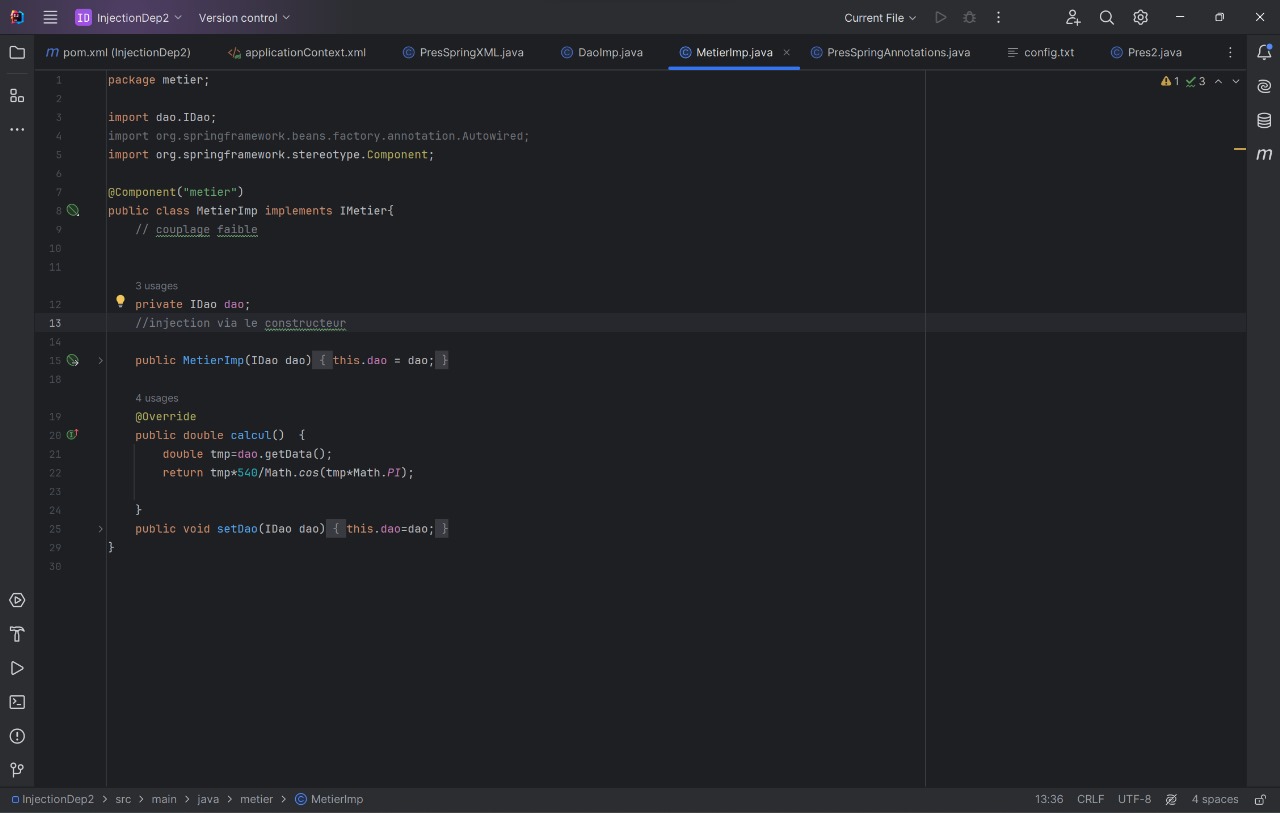 ID InjectionDep2 Version control Current File
m pom.xml (InjectionDep2) applicationContext.xml PresSpringXML.java DaoImp.java MetierImp.java PresSpringAnnotations.java config.txt Pres2.java
1 package metier; 1 3
2
3 import dao.IDao;
4 import org.springframework.beans.factory.annotation.Autowired;
5 import org.springframework.stereotype.Component;
6
7 @Component("metier")
8 public class MetierImp implements IMetier{
9 // couplage faible
10
11
3 usages
12 private IDao dao;
13 //injection via le constructeur
14
15 public MetierImp(IDao dao) { this.dao = dao; }
18
4 usages
19 @Override
20 public double calcul() {
21 double tmp=dao.getData();
22 return tmp*540/Math.cos(tmp*Math.PI);
23
24 }
25 public void setDao(IDao dao) { this.dao=dao; }
29 }
30
InjectionDep2 > src > main > java > metier > MetierImp 13:36 CRLF UTF-8 4 spaces